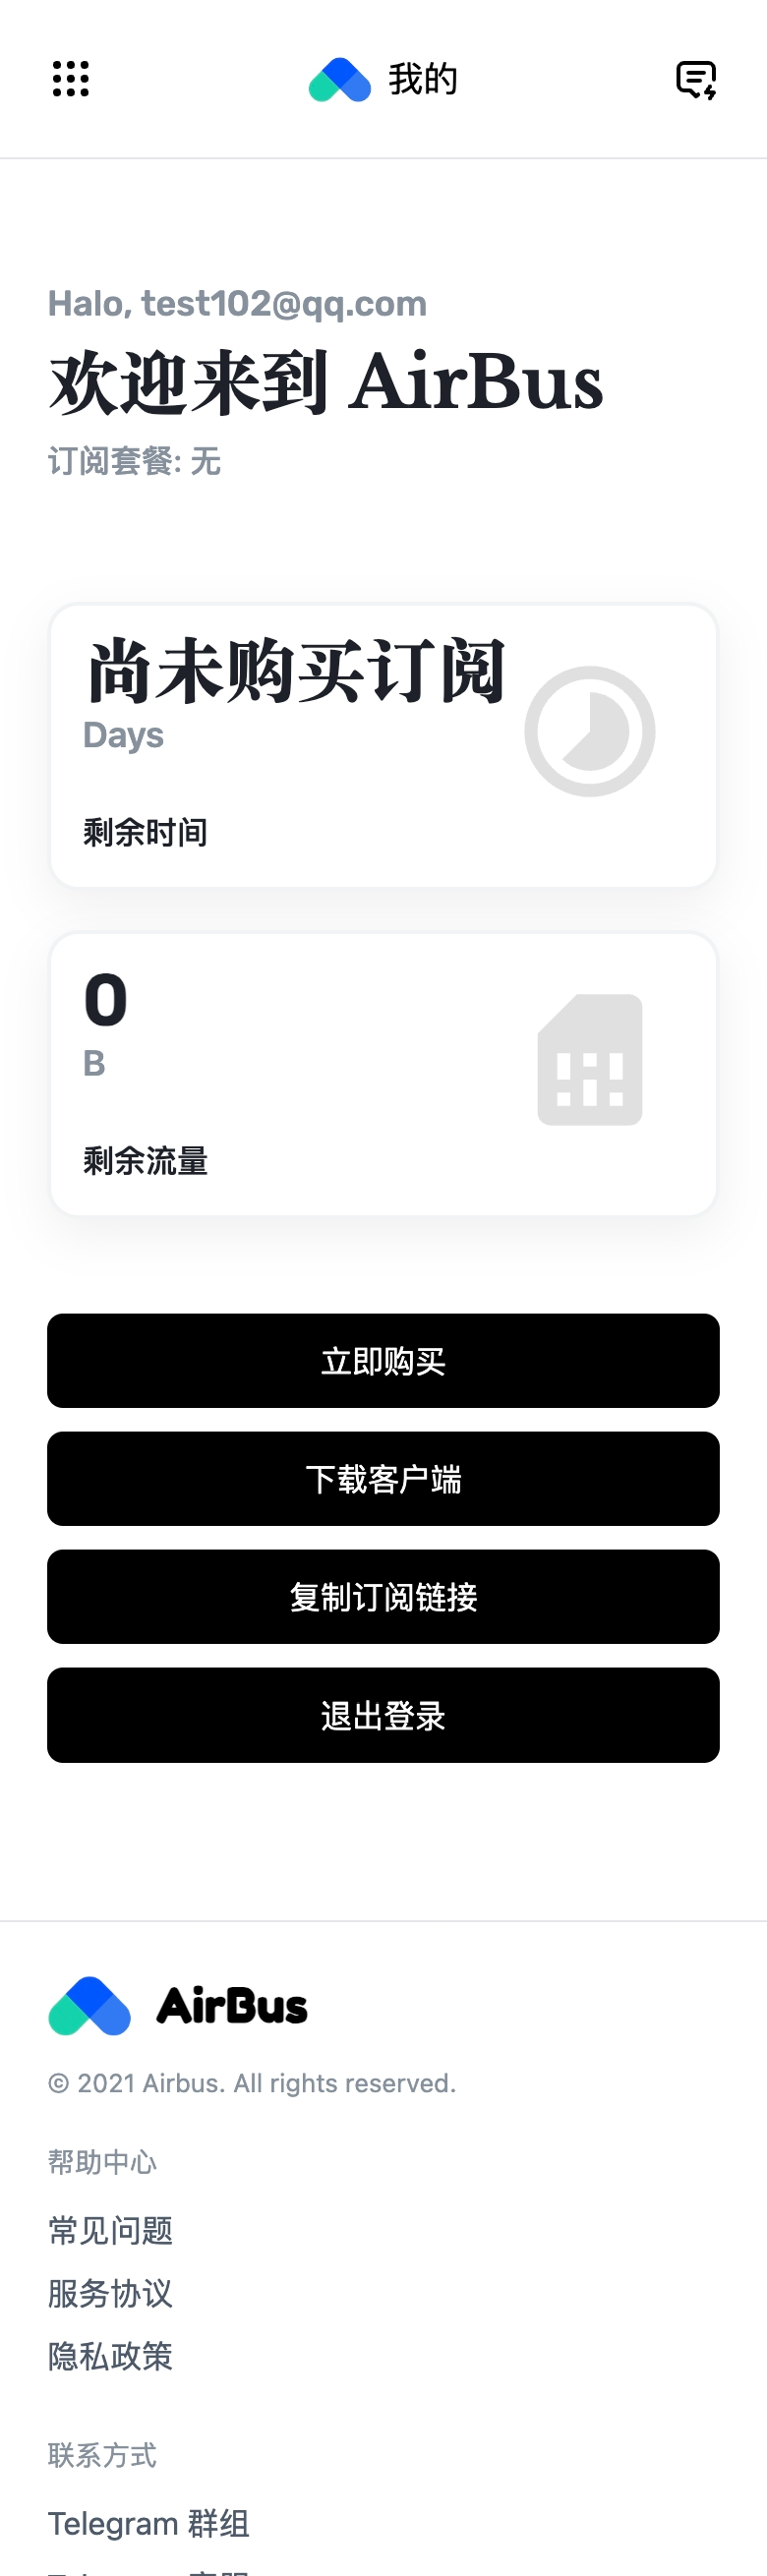 我的
Halo, test102@qq.com
欢迎来到 AirBus
订阅套餐: 无
尚未购买订阅
Days
剩余时间
0
B
剩余流量
立即购买
下载客户端
复制订阅链接
退出登录
AirBus
© 2021 Airbus. All rights reserved.
帮助中心
常见问题
服务协议
隐私政策
联系方式
Telegram 群组